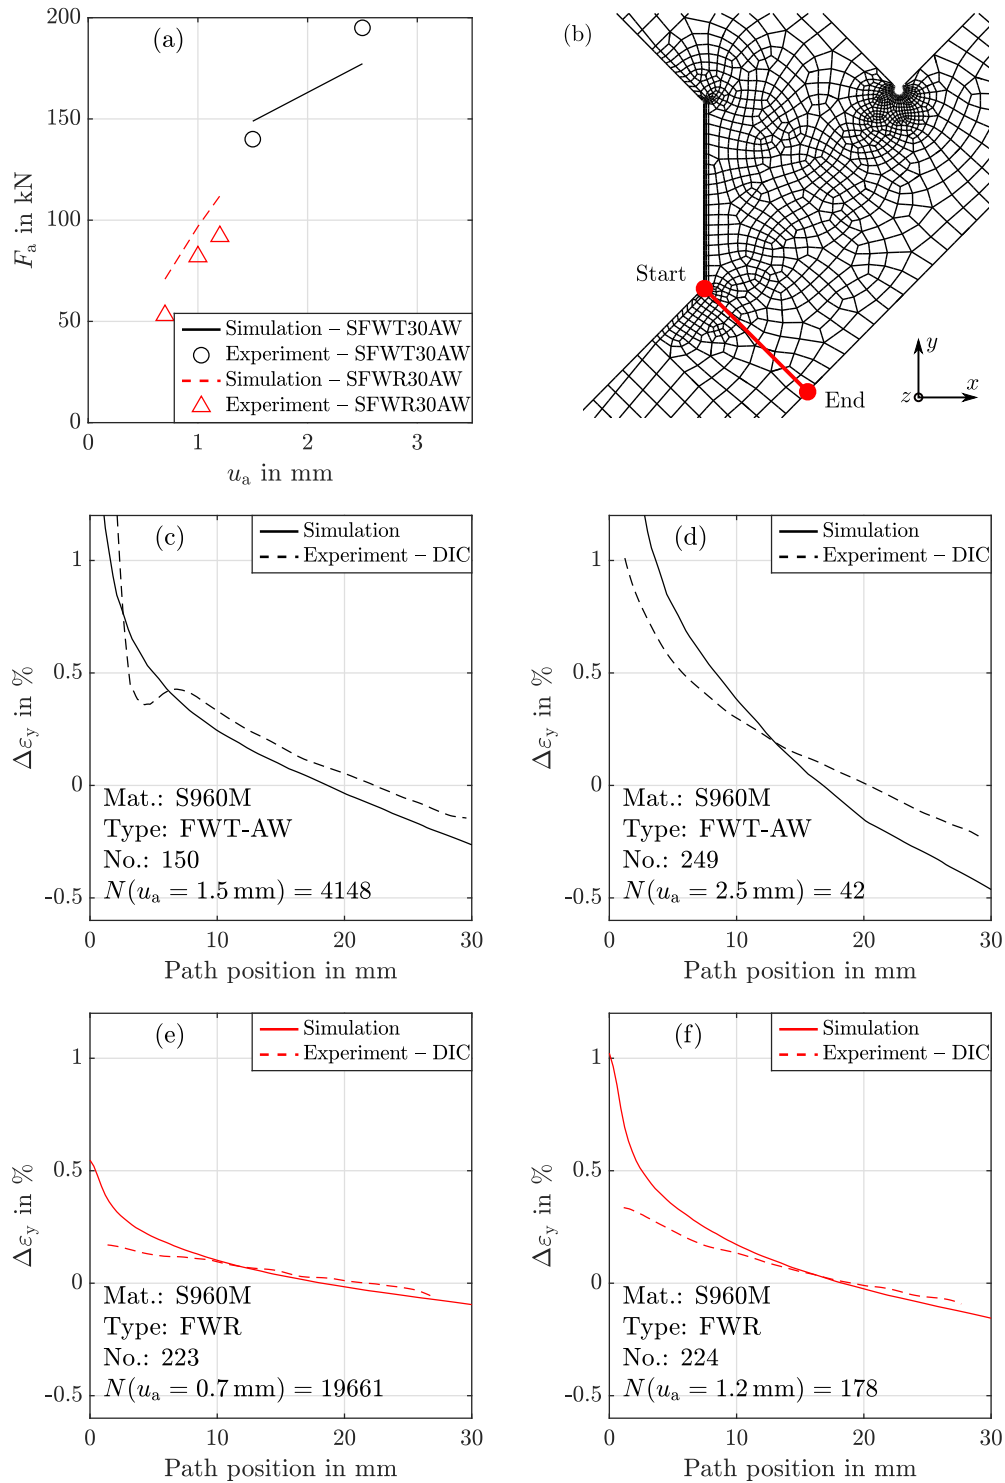 (a)
200
150
100
50
0
F_a in kN
0 1 2 3
u_a in mm
Simulation – SFWT30AW
Experiment – SFWT30AW
Simulation – SFWR30AW
Experiment – SFWR30AW
(b)
Start
End
y
x
z
(c)
Simulation
Experiment – DIC
1
0.5
0
-0.5
Δε_y in %
Mat.: S960M
Type: FWT-AW
No.: 150
N(u_a = 1.5 mm) = 4148
0 10 20 30
Path position in mm
(d)
Simulation
Experiment – DIC
1
0.5
0
-0.5
Δε_y in %
Mat.: S960M
Type: FWT-AW
No.: 249
N(u_a = 2.5 mm) = 42
0 10 20 30
Path position in mm
(e)
Simulation
Experiment – DIC
1
0.5
0
-0.5
Δε_y in %
Mat.: S960M
Type: FWR
No.: 223
N(u_a = 0.7 mm) = 19661
0 10 20 30
Path position in mm
(f)
Simulation
Experiment – DIC
1
0.5
0
-0.5
Δε_y in %
Mat.: S960M
Type: FWR
No.: 224
N(u_a = 1.2 mm) = 178
0 10 20 30
Path position in mm